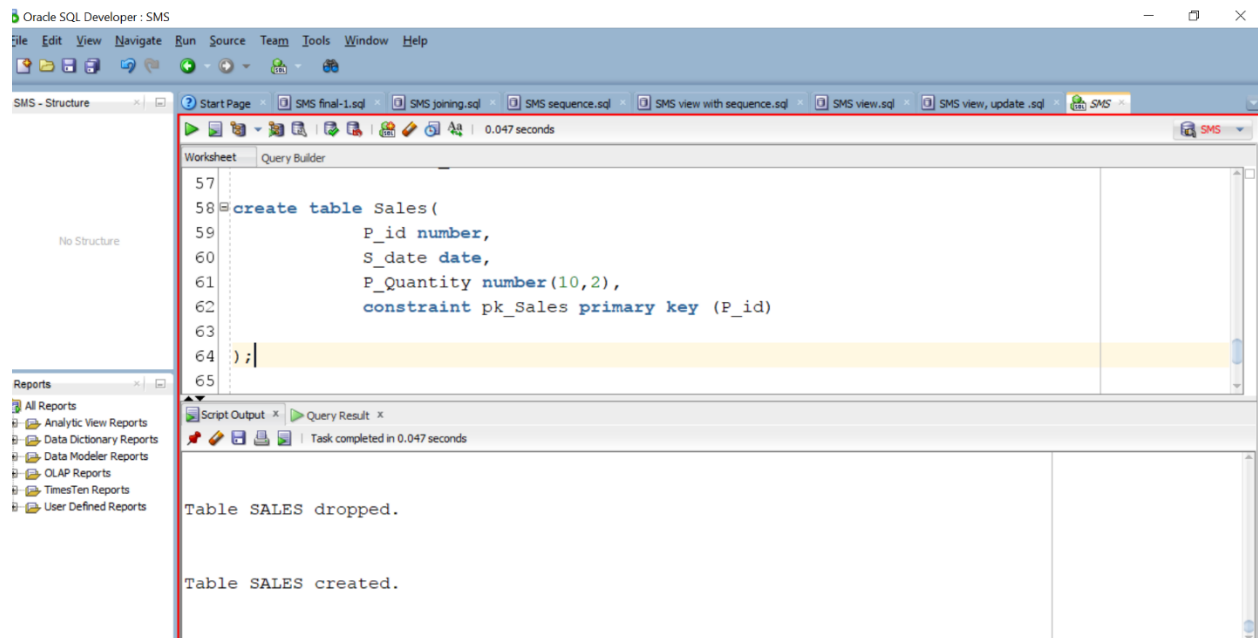 Oracle SQL Developer : SMS
File Edit View Navigate Run Source Team Tools Window Help
SMS - Structure
Start Page
SMS final-1.sql
SMS joining.sql
SMS sequence.sql
SMS view with sequence.sql
SMS view.sql
SMS view, update .sql
SMS
0.047 seconds
SMS
Worksheet Query Builder
No Structure
57
58 create table Sales(
59 P_id number,
60 S_date date,
61 P_Quantity number(10,2),
62 constraint pk_Sales primary key (P_id)
63
64 );
65
Reports
All Reports
Analytic View Reports
Data Dictionary Reports
Data Modeler Reports
OLAP Reports
TimesTen Reports
User Defined Reports
Script Output Query Result
Task completed in 0.047 seconds
Table SALES dropped.
Table SALES created.